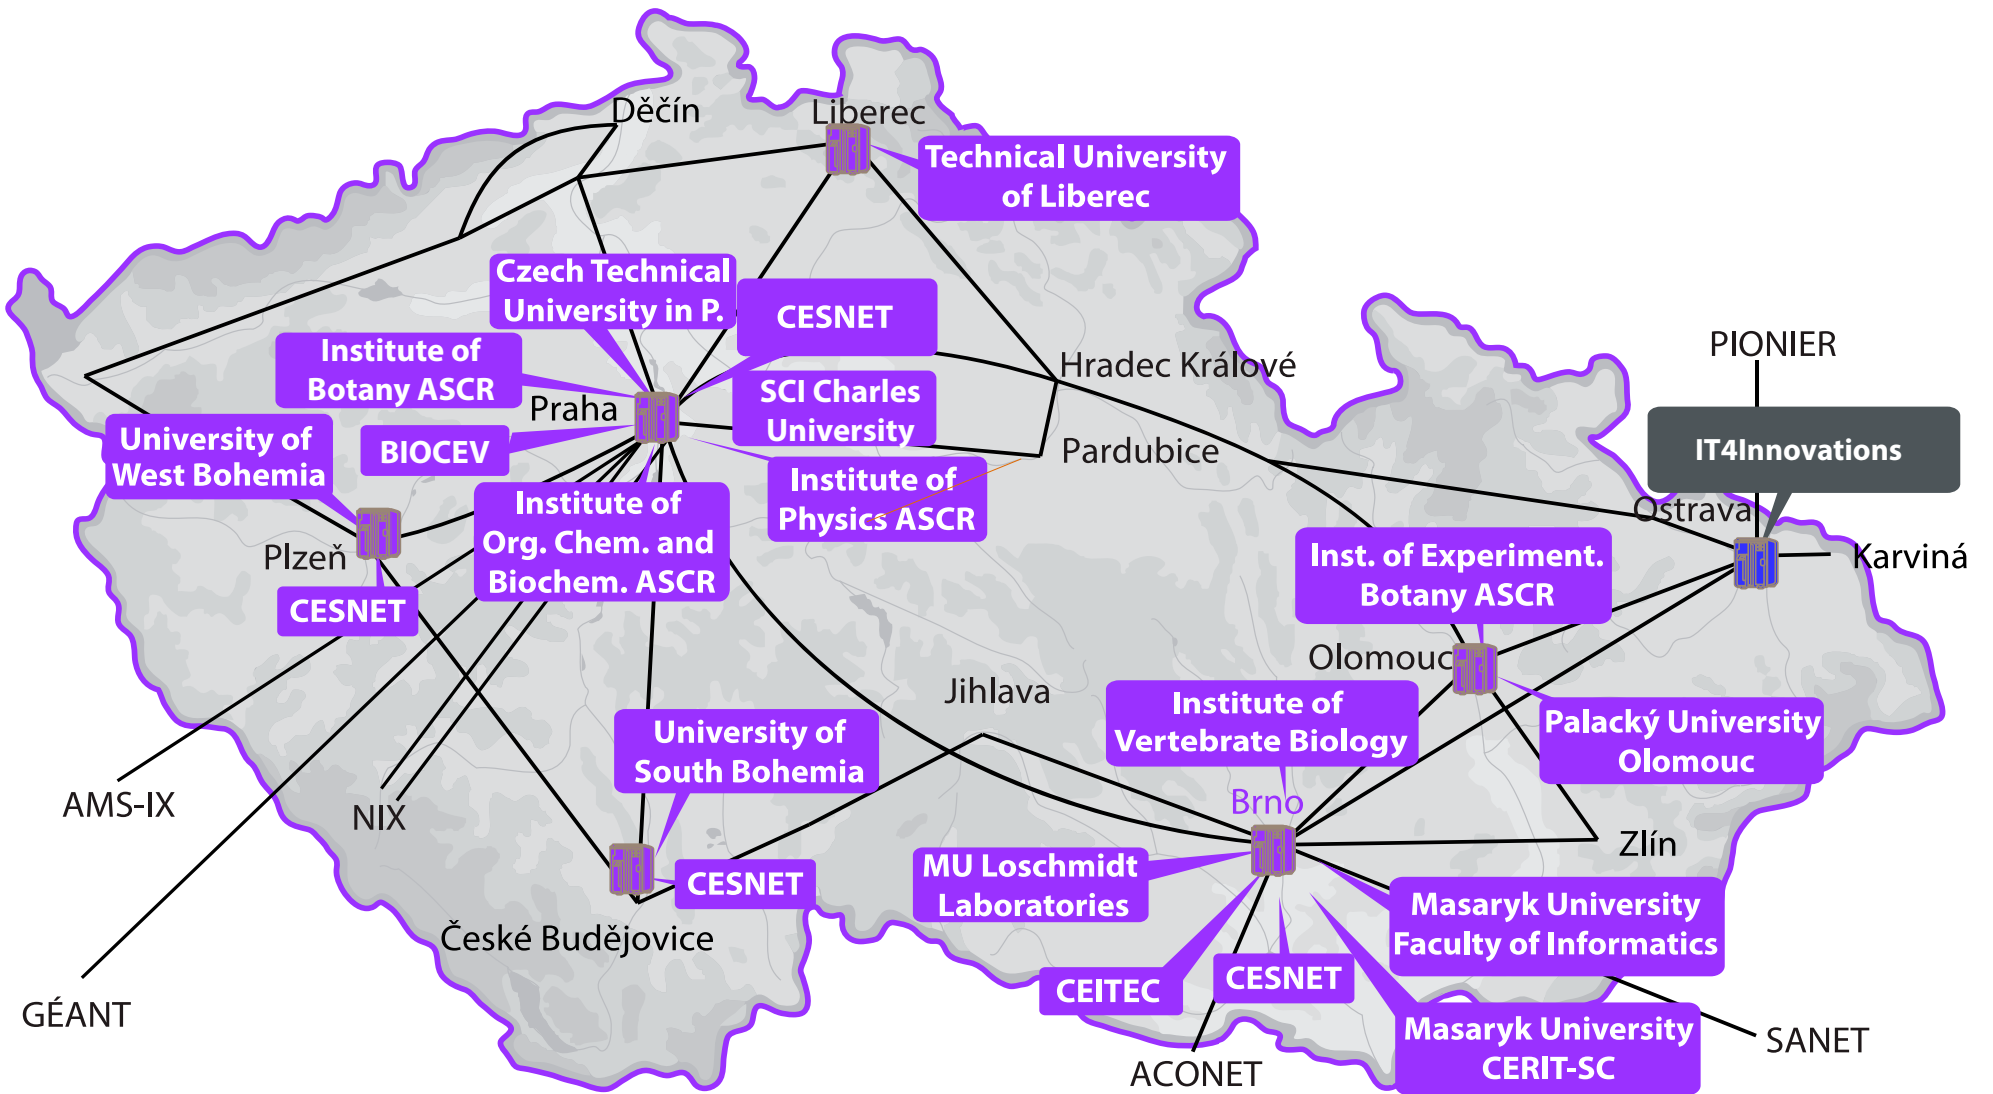 Děčín
Liberec
Technical University
of Liberec
Czech Technical
University in P.
CESNET
Institute of
Botany ASCR
Hradec Králové
PIONIER
SCI Charles
University
Praha
University of
West Bohemia
BIOCEV
Pardubice
IT4Innovations
Institute of
Physics ASCR
Institute of
Org. Chem. and
Biochem. ASCR
Ostrava
Plzeň
Inst. of Experiment.
Botany ASCR
Karviná
CESNET
Olomouc
Jihlava
Institute of
Vertebrate Biology
Palacký University
Olomouc
University of
South Bohemia
AMS-IX
NIX
Brno
Zlín
MU Loschmidt
Laboratories
CESNET
Masaryk University
Faculty of Informatics
České Budějovice
CEITEC
CESNET
GÉANT
Masaryk University
CERIT-SC
SANET
ACONET